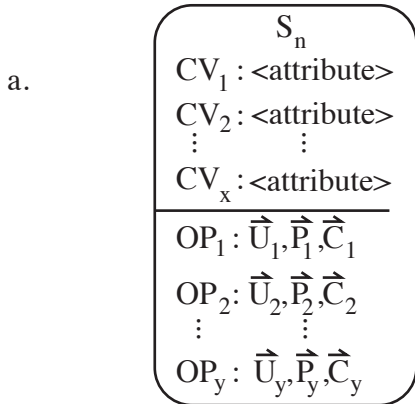 S_n
a.
CV_1 : <attribute>
CV_2 : <attribute>
⋮ ⋮
CV_x : <attribute>
OP_1 : U⃗_1,P⃗_1,C⃗_1
OP_2 : U⃗_2,P⃗_2,C⃗_2
⋮ ⋮
OP_y : U⃗_y,P⃗_y,C⃗_y